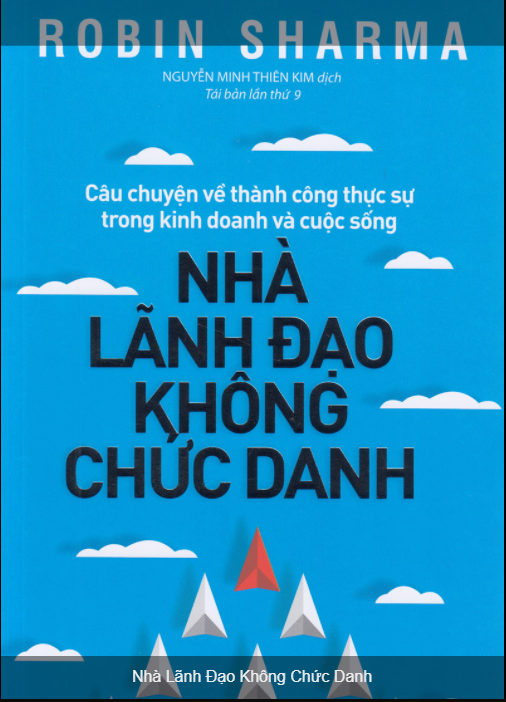 ROBIN SHARMA
NGUYỄN MINH THIÊN KIM dịch
Tái bản lần thứ 9
Câu chuyện về thành công thực sự
trong kinh doanh và cuộc sống
NHÀ
LÃNH ĐẠO
KHÔNG
CHỨC DANH
Nhà Lãnh Đạo Không Chức Danh